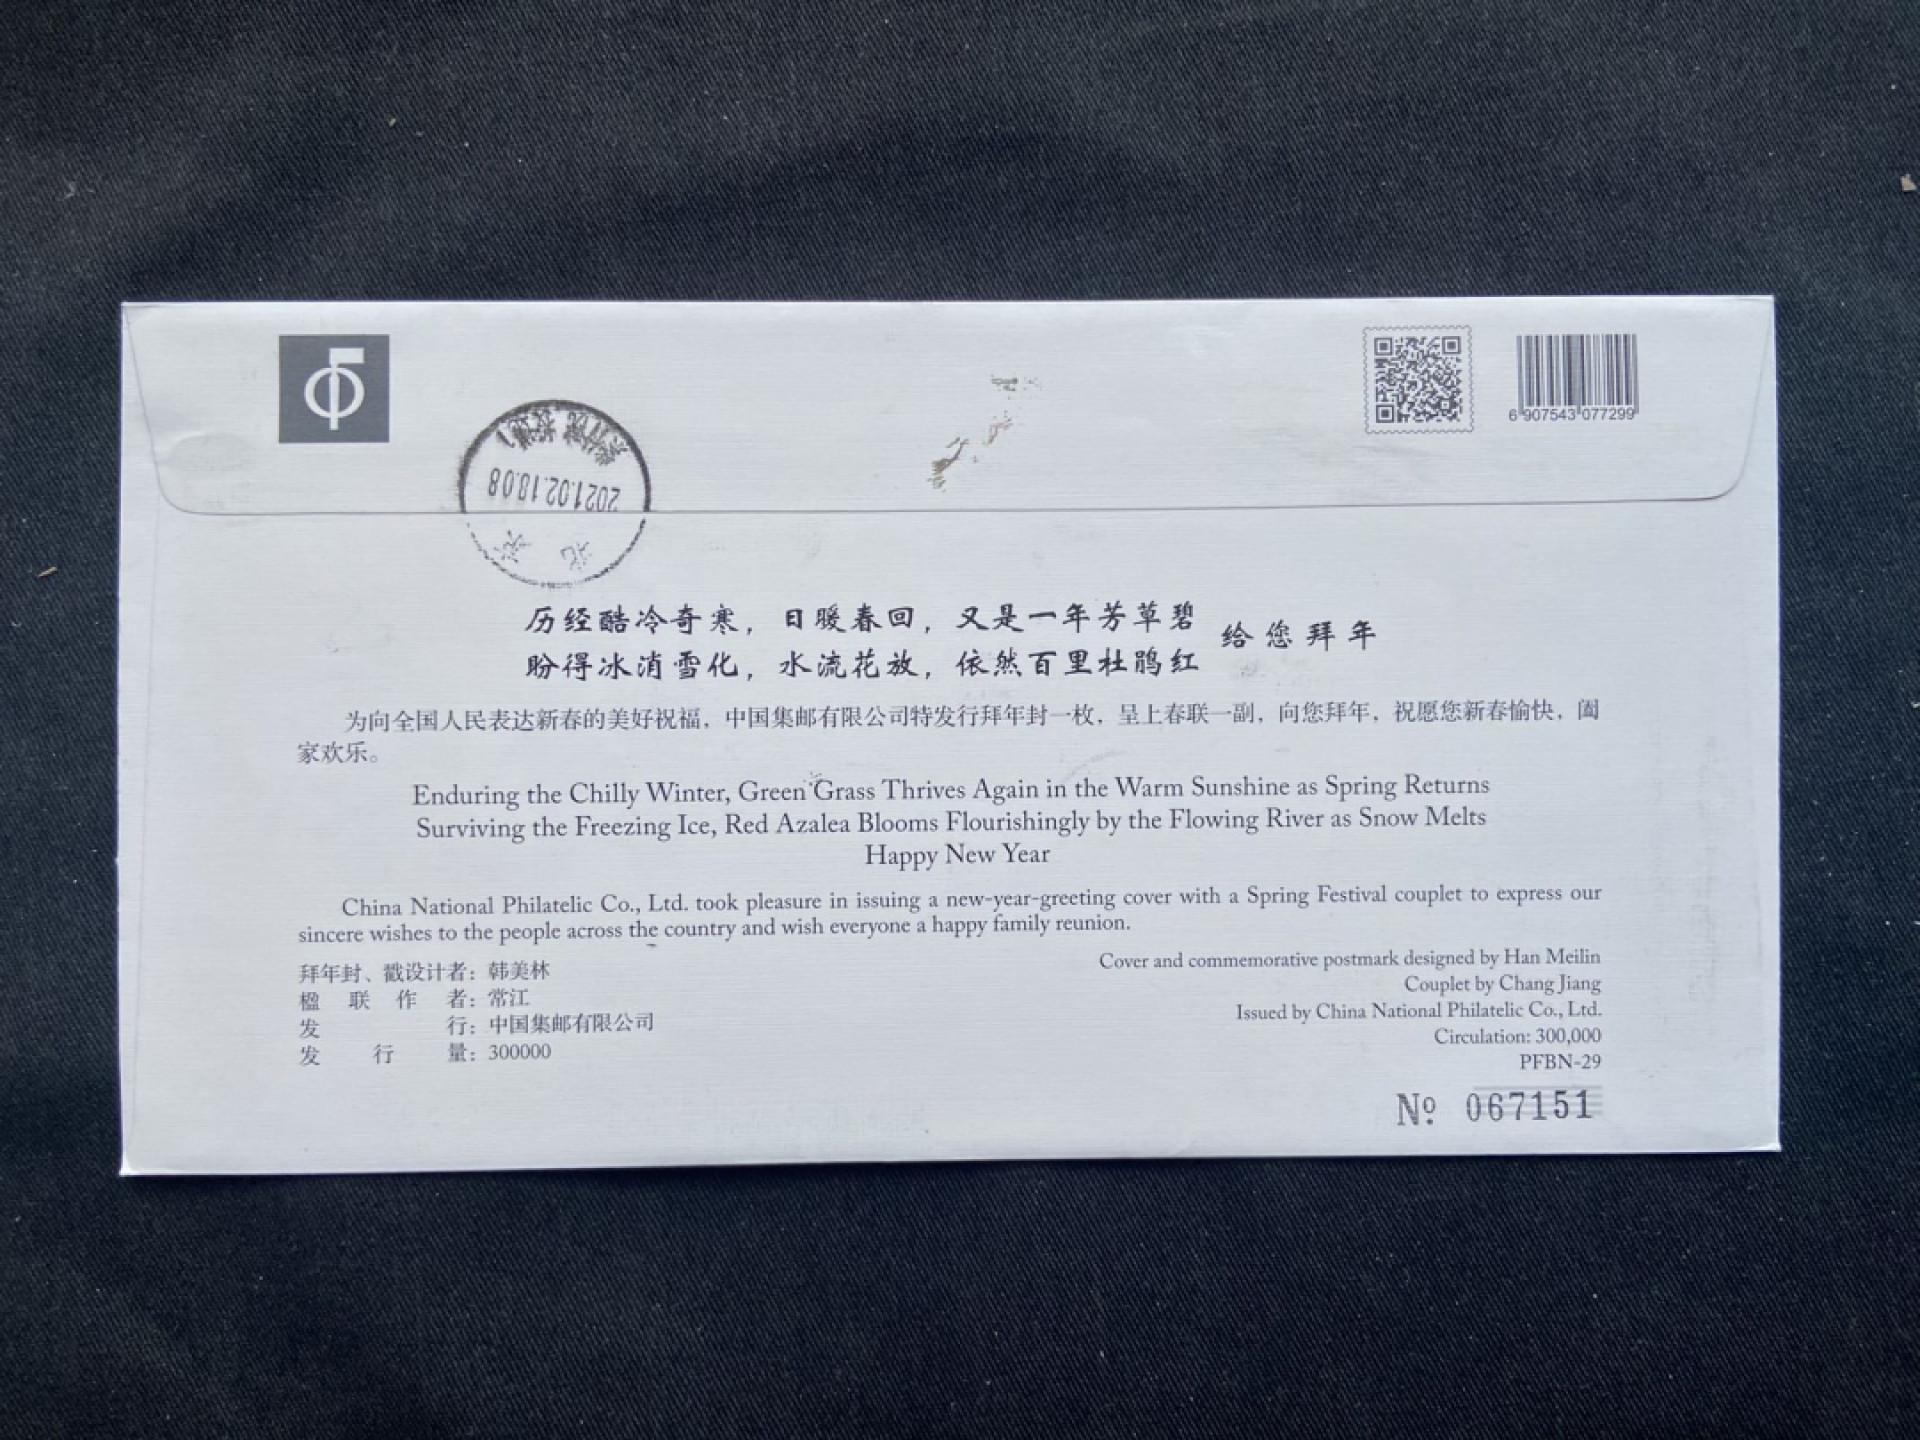 6 907543 077299
2021.02.18.08
北京
历经酷冷奇寒，日暖春回，又是一年芳草碧
盼得冰消雪化，水流花放，依然百里杜鹃红
给您拜年
为向全国人民表达新春的美好祝福，中国集邮有限公司特发行拜年封一枚，呈上春联一副，向您拜年，祝愿您新春愉快，阖
家欢乐。
Enduring the Chilly Winter, Green Grass Thrives Again in the Warm Sunshine as Spring Returns
Surviving the Freezing Ice, Red Azalea Blooms Flourishingly by the Flowing River as Snow Melts
Happy New Year
China National Philatelic Co., Ltd. took pleasure in issuing a new-year-greeting cover with a Spring Festival couplet to express our
sincere wishes to the people across the country and wish everyone a happy family reunion.
拜年封、戳设计者：韩美林
楹联作者：常江
发行：中国集邮有限公司
发行量：300000
Cover and commemorative postmark designed by Han Meilin
Couplet by Chang Jiang
Issued by China National Philatelic Co., Ltd.
Circulation: 300,000
PFBN-29
№ 067151